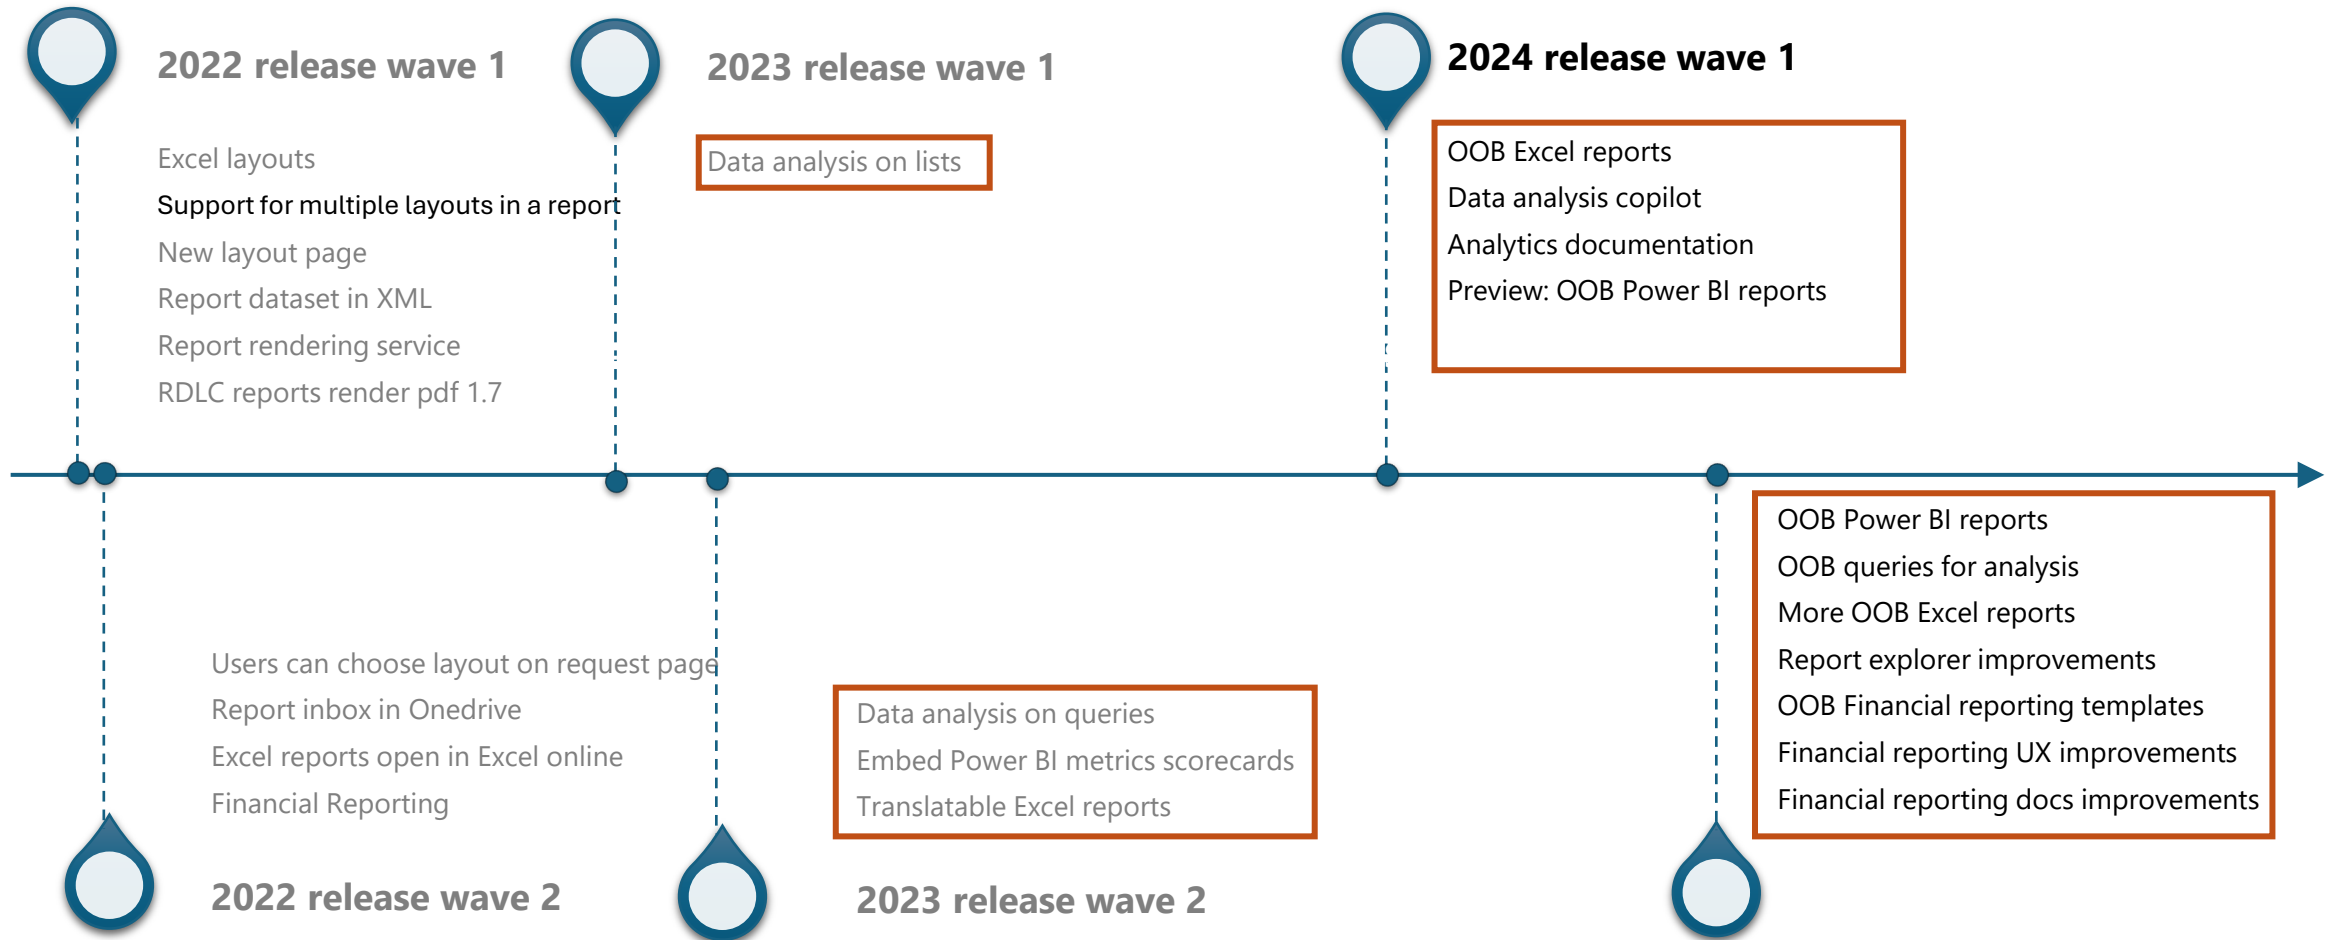 2022 release wave 1
Excel layouts
Support for multiple layouts in a report
New layout page
Report dataset in XML
Report rendering service
RDLC reports render pdf 1.7
2023 release wave 1
Data analysis on lists
2024 release wave 1
OOB Excel reports
Data analysis copilot
Analytics documentation
Preview: OOB Power BI reports
Users can choose layout on request page
Report inbox in Onedrive
Excel reports open in Excel online
Financial Reporting
2022 release wave 2
Data analysis on queries
Embed Power BI metrics scorecards
Translatable Excel reports
2023 release wave 2
OOB Power BI reports
OOB queries for analysis
More OOB Excel reports
Report explorer improvements
OOB Financial reporting templates
Financial reporting UX improvements
Financial reporting docs improvements